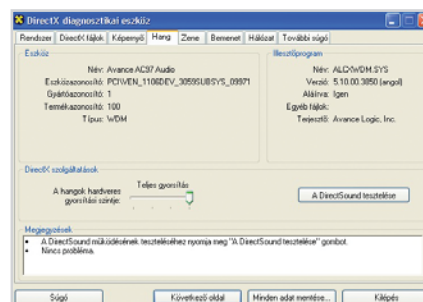 DirectX diagnosztikai eszköz
Rendszer DirectX fájlok Képernyő Hang Zene Bemenet Hálózat További súgó
Eszköz
Név: Avance AC97 Audio
Eszközazonosító: PCI\VEN_1106DEV_3059SUBSYS_09971
Gyártóazonosító: 1
Termékazonosító: 100
Típus: WDM
Illesztőprogram
Név: ALCXWDM.SYS
Verzió: 5.10.00.3850 (angol)
Aláírva: Igen
Egyéb fájlok:
Terjesztő: Avance Logic, Inc.
DirectX szolgáltatások
A hangok hardveres gyorsítási szintje:
Teljes gyorsítás
A DirectSound tesztelése
Megjegyzések
A DirectSound működésének teszteléséhez nyomja meg "A DirectSound tesztelése" gombot.
Nincs probléma.
Súgó Következő oldal Minden adat mentése... Kilépés